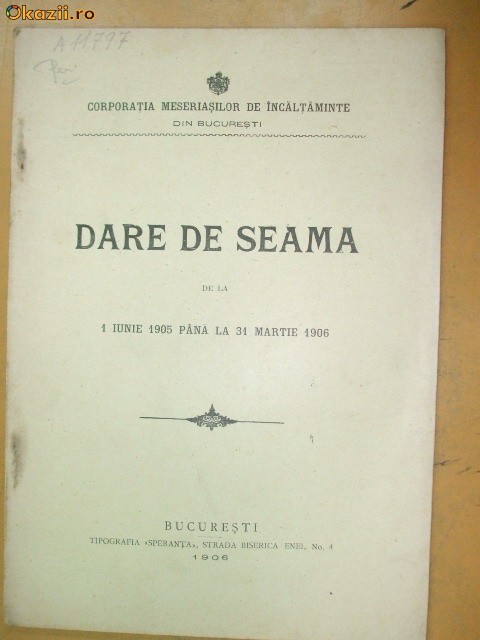 Okazii.ro
A 11797
CORPORAȚIA MESERIAȘILOR DE ÎNCĂLȚĂMINTE
DIN BUCUREȘTI
DARE DE SEAMA
DE LA
1 IUNIE 1905 PÂNĂ LA 31 MARTIE 1906
BUCUREȘTI
TIPOGRAFIA «SPERANȚA», STRADA BISERICA ENEI, No. 4
1906